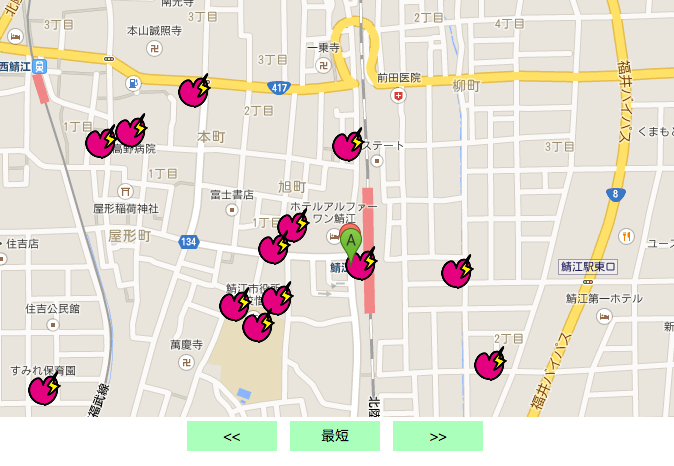 南光寺
2丁目
4丁目
3丁目
3丁目
本山誠照寺
一乗寺
3丁目
西鯖江
前田医院
福井バイパス
417
柳町
2丁目
1丁目
本町
くまもと
高野病院
ステート
3丁目
1丁目
旭町
富士書店
8
屋形稲荷神社
ホテルアルファー
ワン鯖江
1丁目
屋形町
134
ユース
・住吉店
A
鯖江
鯖江駅東口
鯖江市役所
鯖江第一ホテル
住吉公民館
2丁目
萬慶寺
すみれ保育園
福井バイパス
福武線
北陸
<<
最短
>>